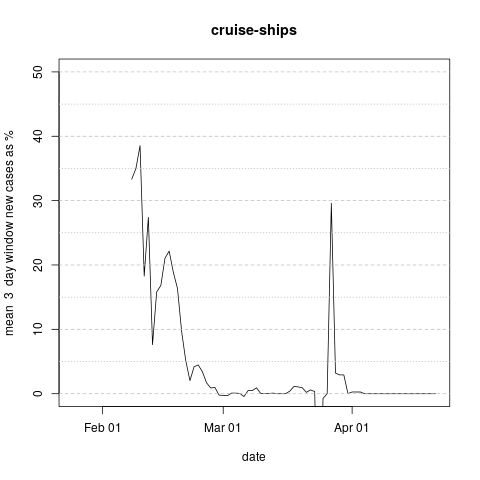 cruise-ships
mean 3 day window new cases as %
50
40
30
20
10
0
Feb 01
Mar 01
Apr 01
date